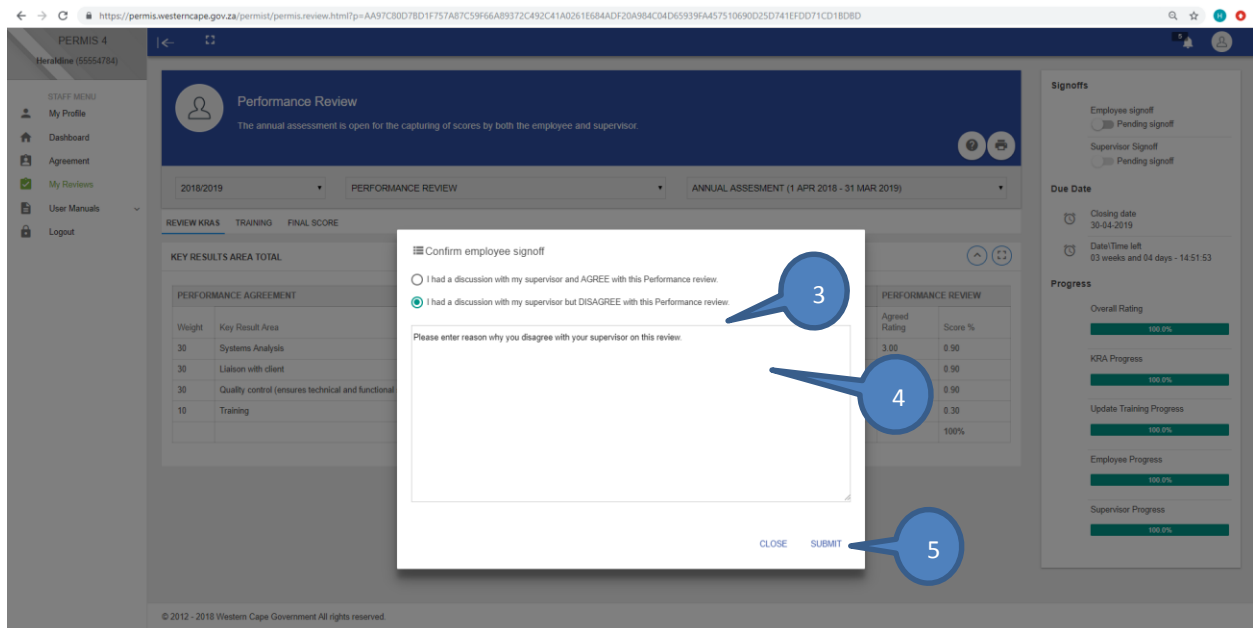 https://permis.westerncape.gov.za/permist/permis.review.html?p=AA97C80D78D1F757A87C59F66A89372C492C41A0261E684ADF20A984C04D65939FA457510690D25D741EFDD71CD1BD8D
H
PERMIS 4
Heraldine (55554784)
5
STAFF MENU
My Profile
Dashboard
Agreement
My Reviews
User Manuals
Logout
Performance Review
The annual assessment is open for the capturing of scores by both the employee and supervisor.
2018/2019
PERFORMANCE REVIEW
ANNUAL ASSESMENT (1 APR 2018 - 31 MAR 2019)
REVIEW KRAS TRAINING FINAL SCORE
KEY RESULTS AREA TOTAL
PERFORMANCE AGREEMENT
PERFORMANCE REVIEW
Weight Key Result Area
Agreed Rating
Score %
30 Systems Analysis 3.00 0.90
30 Liaison with client 0.90
30 Quality control (ensures technical and functional 0.90
10 Training 0.30
100%
Confirm employee signoff
I had a discussion with my supervisor and AGREE with this Performance review.
I had a discussion with my supervisor but DISAGREE with this Performance review.
Please enter reason why you disagree with your supervisor on this review.
CLOSE SUBMIT
3
4
5
Signoffs
Employee signoff
Pending signoff
Supervisor Signoff
Pending signoff
Due Date
Closing date
30-04-2019
Date\Time left
03 weeks and 04 days - 14:51:53
Progress
Overall Rating
100.0%
KRA Progress
100.0%
Update Training Progress
100.0%
Employee Progress
100.0%
Supervisor Progress
100.0%
© 2012 - 2018 Western Cape Government All rights reserved.